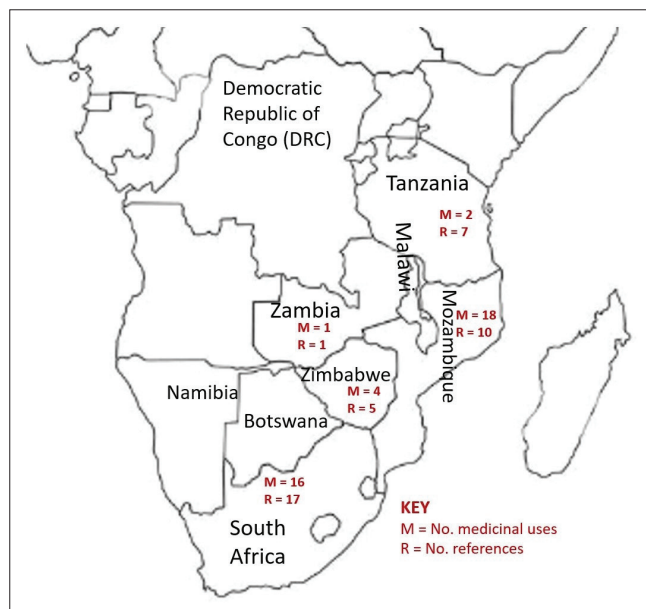 Democratic
Republic of
Congo (DRC)
Tanzania
M = 2
R = 7
Malawi
Zambia
M = 1
R = 1
Mozambique
M = 18
R = 10
Zimbabwe
M = 4
R = 5
Namibia
Botswana
M = 16
R = 17
South
Africa
KEY
M = No. medicinal uses
R = No. references